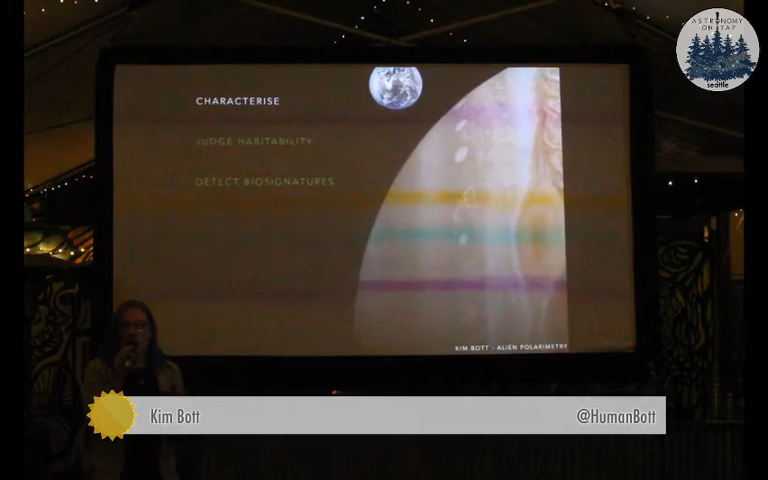 ASTRONOMY
ON TAP
seattle
CHARACTERISE
JUDGE HABITABILITY
DETECT BIOSIGNATURES
KIM BOTT - ALIEN POLARIMETRY
Kim Bott
@HumanBott